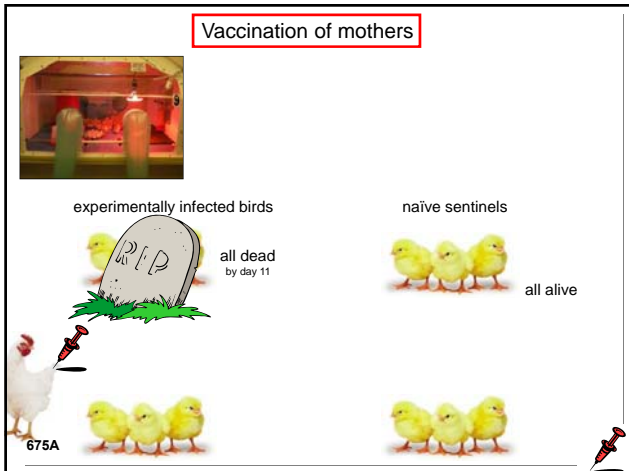 Vaccination of mothers
experimentally infected birds
naïve sentinels
RIP
all dead
by day 11
all alive
675A